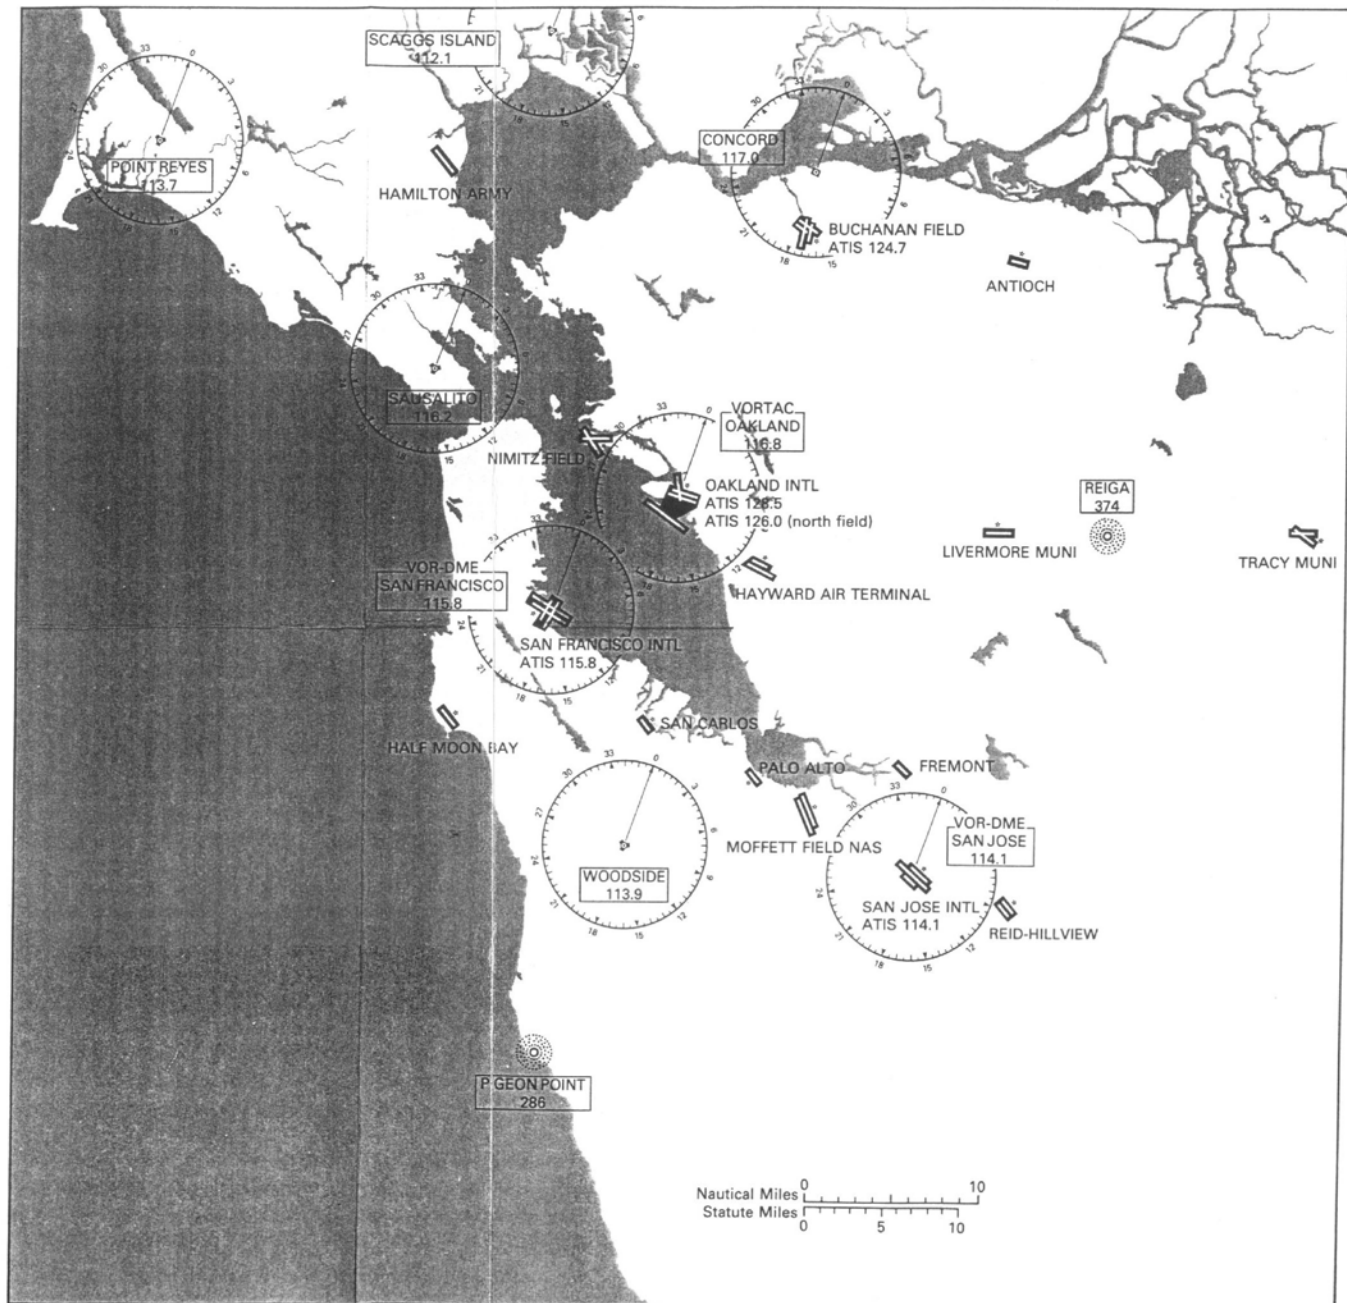 SCAGGS ISLAND
112.1
POINT REYES
113.7
HAMILTON ARMY
CONCORD
117.0
BUCHANAN FIELD
ATIS 124.7
ANTIOCH
SAUSALITO
116.2
NIMITZ FIELD
VORTAC
OAKLAND
116.8
OAKLAND INTL
ATIS 128.5
ATIS 126.0 (north field)
REIGA
374
LIVERMORE MUNI
TRACY MUNI
HAYWARD AIR TERMINAL
VOR-DME
SAN FRANCISCO
115.8
SAN FRANCISCO INTL
ATIS 115.8
HALF MOON BAY
SAN CARLOS
PALO ALTO
FREMONT
MOFFETT FIELD NAS
WOODSIDE
113.9
VOR-DME
SAN JOSE
114.1
SAN JOSE INTL
ATIS 114.1
REID-HILLVIEW
P GEON POINT
286
0 10
Nautical Miles
Statute Miles
0 5 10